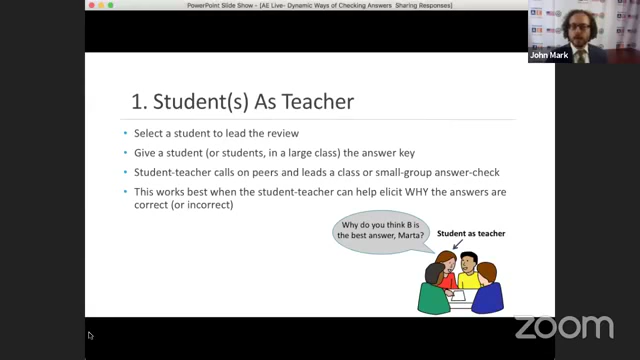 PowerPoint Slide Show - [AE Live- Dynamic Ways of Checking Answers Sharing Responses]
John Mark
1. Student(s) As Teacher
• Select a student to lead the review
• Give a student (or students, in a large class) the answer key
• Student-teacher calls on peers and leads a class or small-group answer-check
• This works best when the student-teacher can help elicit WHY the answers are
correct (or incorrect)
Why do you think B is
the best answer, Marta?
Student as teacher
zoom